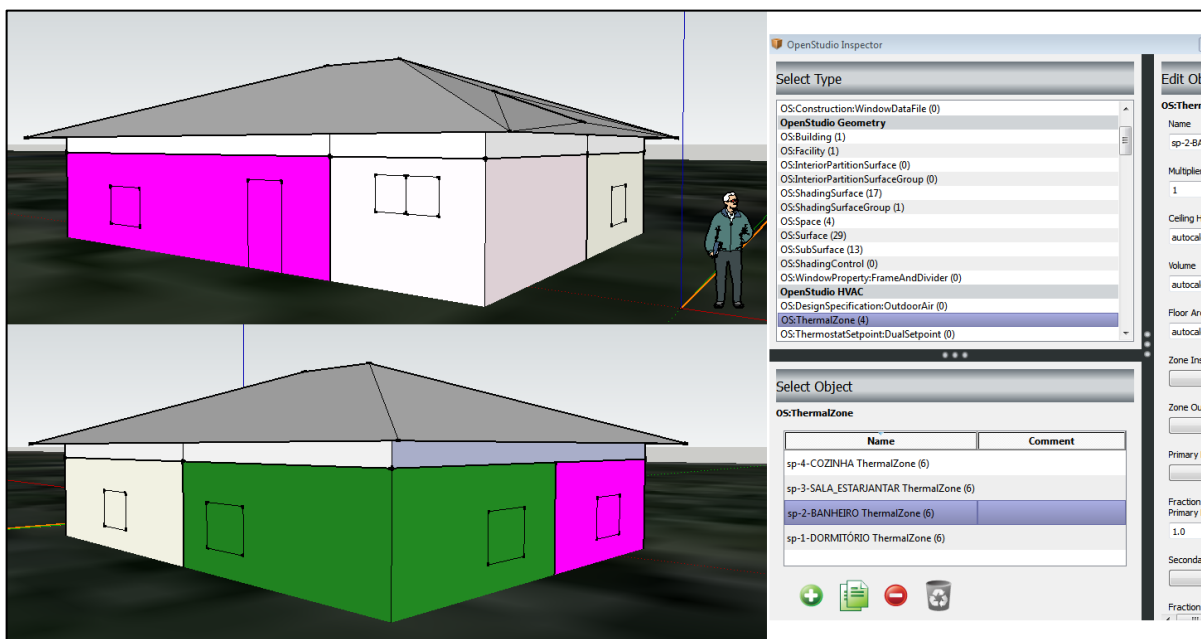 OpenStudio Inspector
Select Type
OS:Construction:WindowDataFile (0)
OpenStudio Geometry
OS:Building (1)
OS:Facility (1)
OS:InteriorPartitionSurface (0)
OS:InteriorPartitionSurfaceGroup (0)
OS:ShadingSurface (17)
OS:ShadingSurfaceGroup (1)
OS:Space (4)
OS:Surface (29)
OS:SubSurface (13)
OS:ShadingControl (0)
OS:WindowProperty:FrameAndDivider (0)
OpenStudio HVAC
OS:DesignSpecification:OutdoorAir (0)
OS:ThermalZone (4)
OS:ThermostatSetpoint:DualSetpoint (0)
Select Object
OS:ThermalZone
Name Comment
sp-4-COZINHA ThermalZone (6)
sp-3-SALA_ESTARJANTAR ThermalZone (6)
sp-2-BANHEIRO ThermalZone (6)
sp-1-DORMITÓRIO ThermalZone (6)
Edit Ob
OS:Therr
Name
sp-2-BA
Multiplier
1
Ceiling H
autocal
Volume
autocal
Floor Are
autocal
Zone Ins
Zone Ou
Primary
Fraction
Primary
1.0
Seconda
Fraction